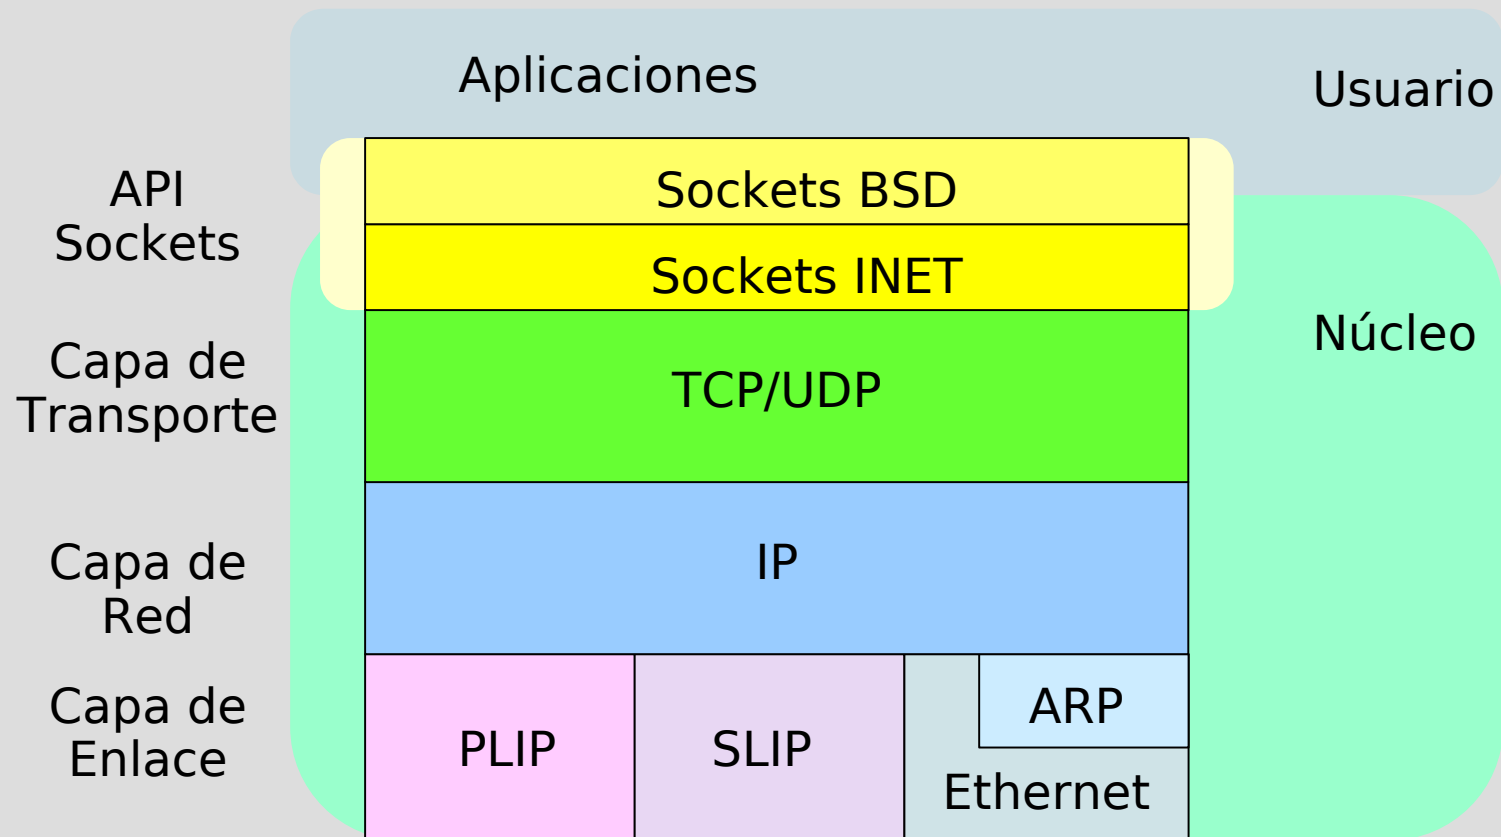 Aplicaciones
Usuario
API
Sockets
Sockets BSD
Sockets INET
Núcleo
Capa de
Transporte
TCP/UDP
Capa de
Red
IP
Capa de
Enlace
PLIP
SLIP
ARP
Ethernet